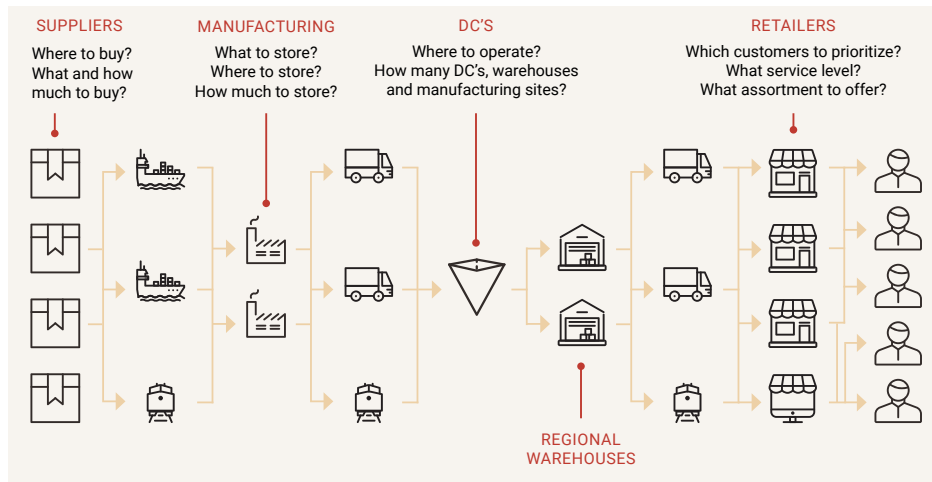 SUPPLIERS
Where to buy?
What and how
much to buy?
MANUFACTURING
What to store?
Where to store?
How much to store?
DC’S
Where to operate?
How many DC’s, warehouses
and manufacturing sites?
RETAILERS
Which customers to prioritize?
What service level?
What assortment to offer?
REGIONAL
WAREHOUSES